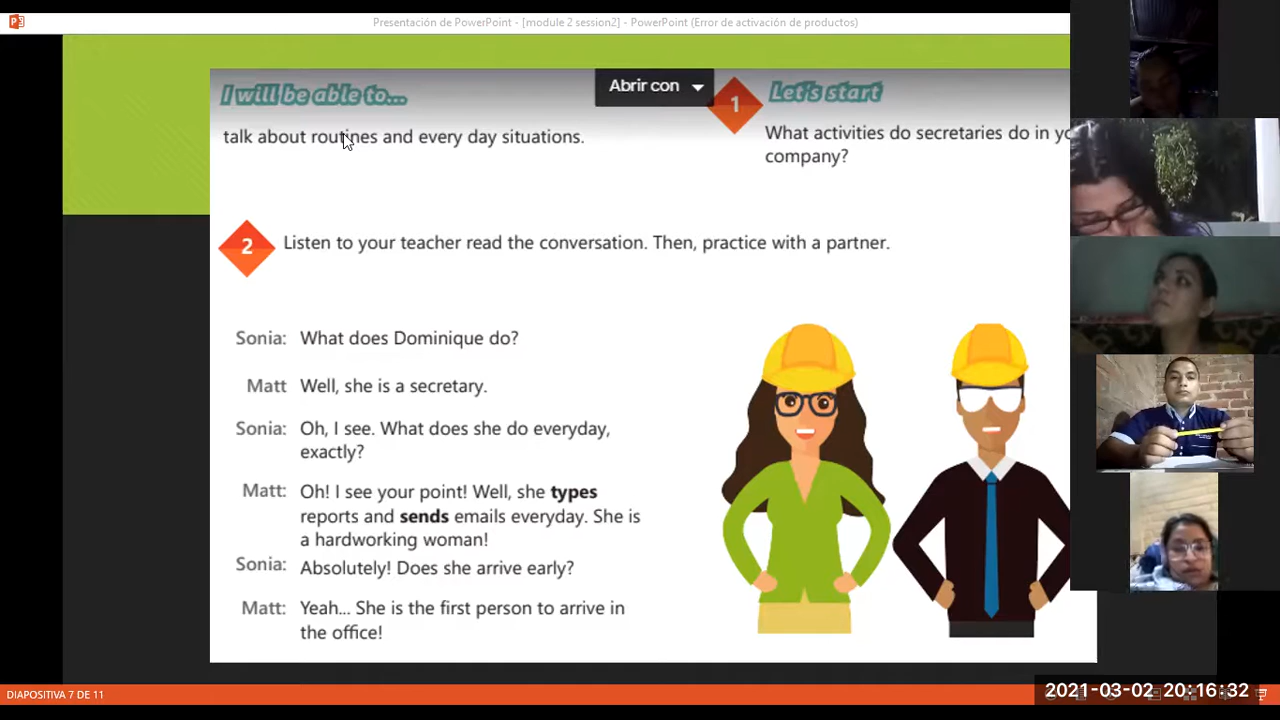 Presentación de PowerPoint - [module 2 session2] - PowerPoint (Error de activación de productos)
I will be able to...
Abrir con
1
Let's start
talk about routines and every day situations.
What activities do secretaries do in yo
company?
2
Listen to your teacher read the conversation. Then, practice with a partner.
Sonia: What does Dominique do?
Matt Well, she is a secretary.
Sonia: Oh, I see. What does she do everyday,
exactly?
Matt: Oh! I see your point! Well, she types
reports and sends emails everyday. She is
a hardworking woman!
Sonia: Absolutely! Does she arrive early?
Matt: Yeah... She is the first person to arrive in
the office!
DIAPOSITIVA 7 DE 11
2021-03-02 20:16:32